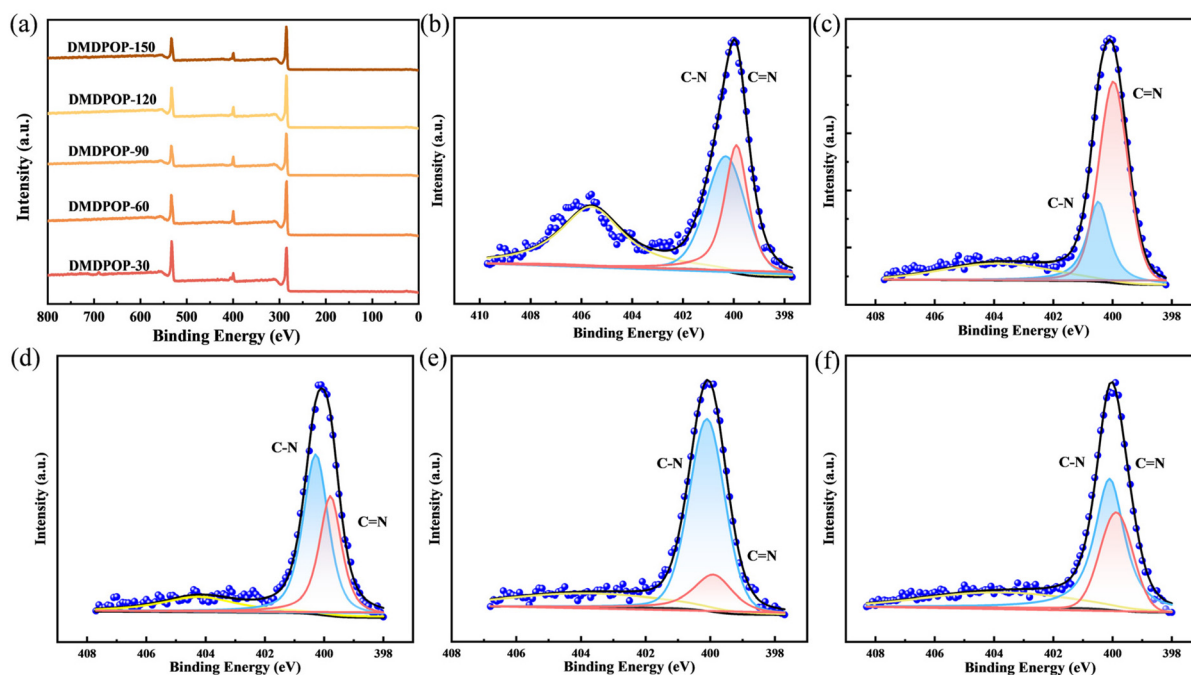 (a)
DMDPOP-150
DMDPOP-120
DMDPOP-90
DMDPOP-60
DMDPOP-30
Intensity (a.u.)
800 700 600 500 400 300 200 100 0
Binding Energy (eV)
(b)
C-N C=N
Intensity (a.u.)
410 408 406 404 402 400 398
Binding Energy (eV)
(c)
C=N
C-N
Intensity (a.u.)
408 406 404 402 400 398
Binding Energy (eV)
(d)
C-N
C=N
Intensity (a.u.)
408 406 404 402 400 398
Binding Energy (eV)
(e)
C-N
C=N
Intensity (a.u.)
406 404 402 400 398
Binding Energy (eV)
(f)
C-N C=N
Intensity (a.u.)
408 406 404 402 400 398
Binding Energy (eV)